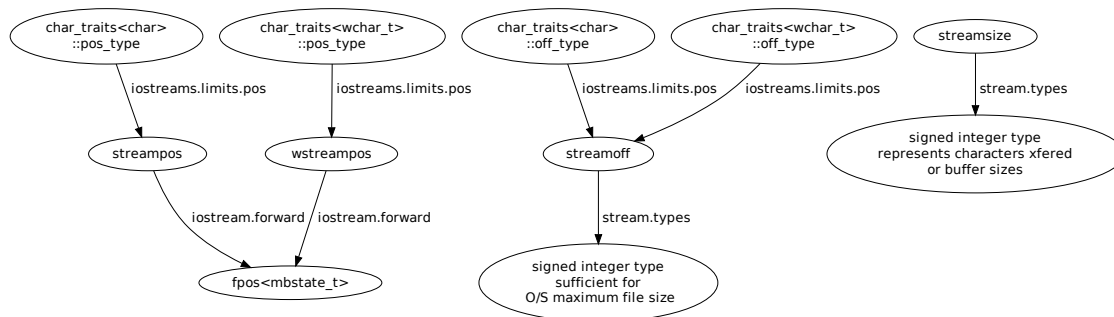 char_traits<char>
::pos_type
char_traits<wchar_t>
::pos_type
char_traits<char>
::off_type
char_traits<wchar_t>
::off_type
streamsize
iostreams.limits.pos
iostreams.limits.pos
iostreams.limits.pos
iostreams.limits.pos
stream.types
streampos
wstreampos
streamoff
signed integer type
represents characters xfered
or buffer sizes
iostream.forward
iostream.forward
stream.types
fpos<mbstate_t>
signed integer type
sufficient for
O/S maximum file size